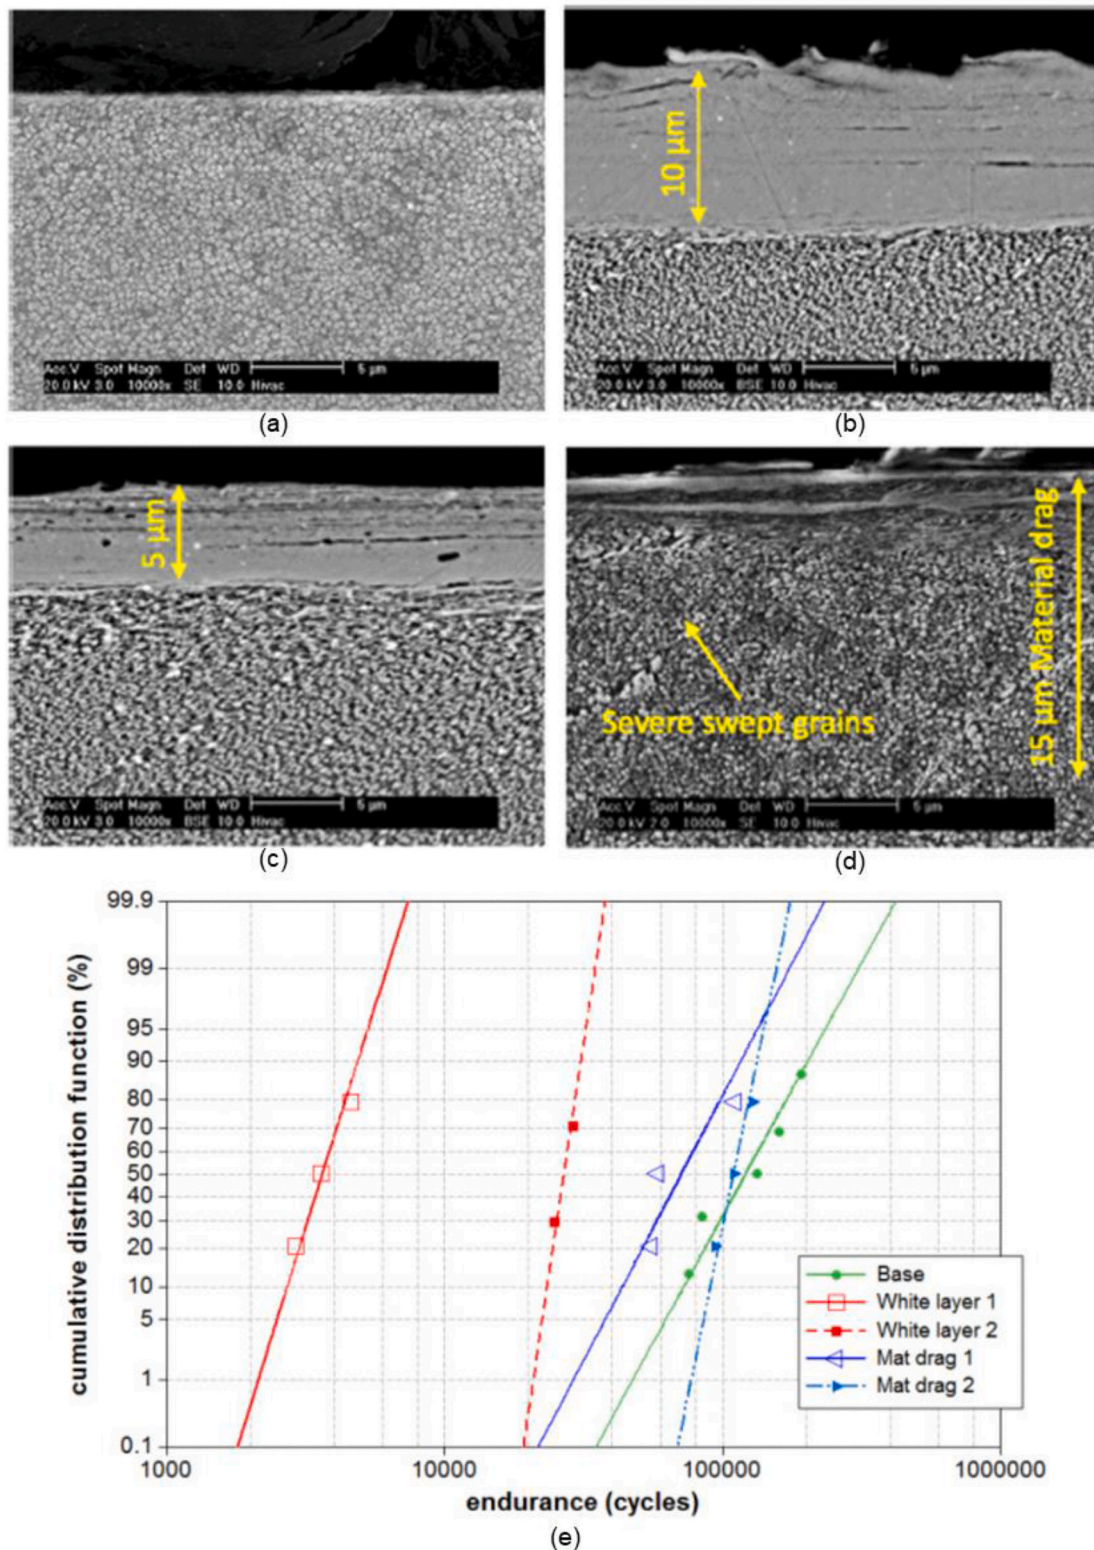 Acc.V Spot Magn Det WD 5 µm
20.0 kV 3.0 10000x SE 10.0 Hivac
(a)
10 µm
Acc.V Spot Magn Det WD 5 µm
20.0 kV 3.0 10000x BSE 10.0 Hivac
(b)
5 µm
Acc.V Spot Magn Det WD 5 µm
20.0 kV 3.0 10000x BSE 10.0 Hivac
(c)
Severe swept grains
15 µm Material drag
Acc.V Spot Magn Det WD 5 µm
20.0 kV 2.0 10000x SE 10.0 Hivac
(d)
cumulative distribution function (%)
99.9
99
95
90
80
70
60
50
40
30
20
10
5
1
0.1
Base
White layer 1
White layer 2
Mat drag 1
Mat drag 2
1000 10000 100000 1000000
endurance (cycles)
(e)